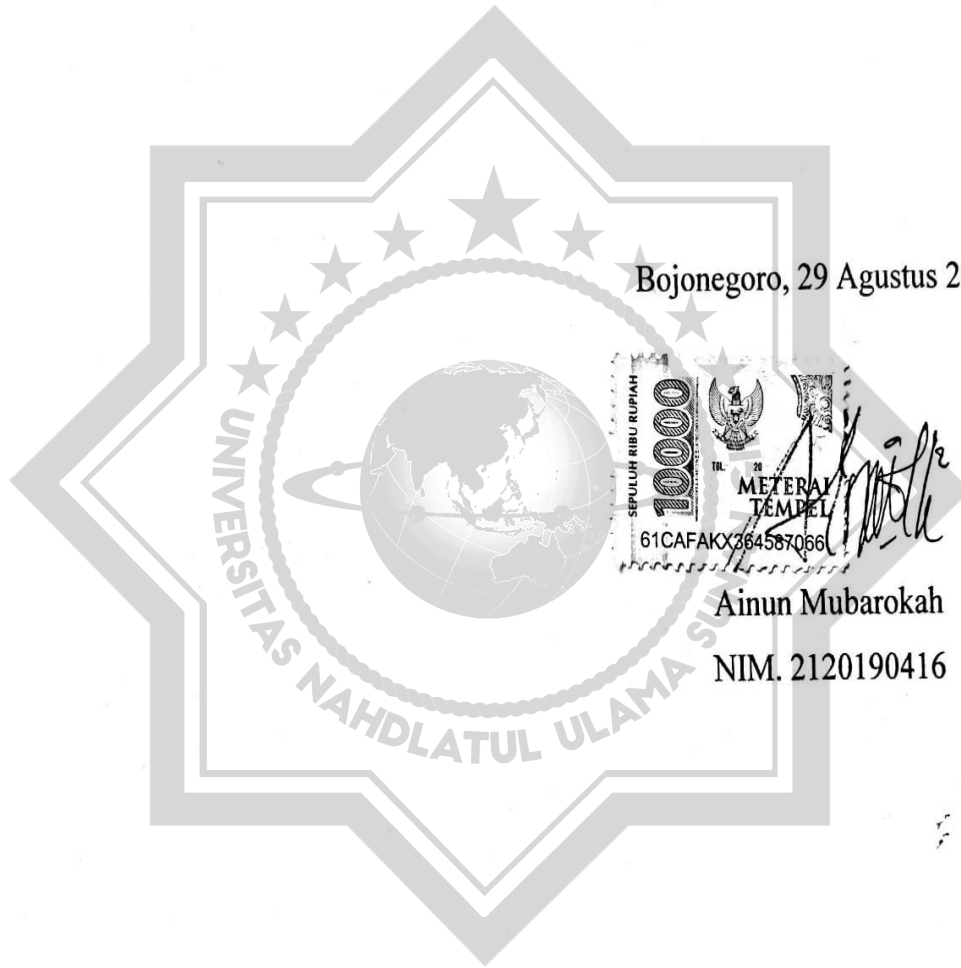 Bojonegoro, 29 Agustus 2
SEPULUH RIBU RUPIAH
10000
TGL. 20
METERAI
TEMPEL
61CAFAKX364587066
Ainun Mubarokah
NIM. 2120190416
UNIVERSITAS NAHDLATUL ULAMA SUN